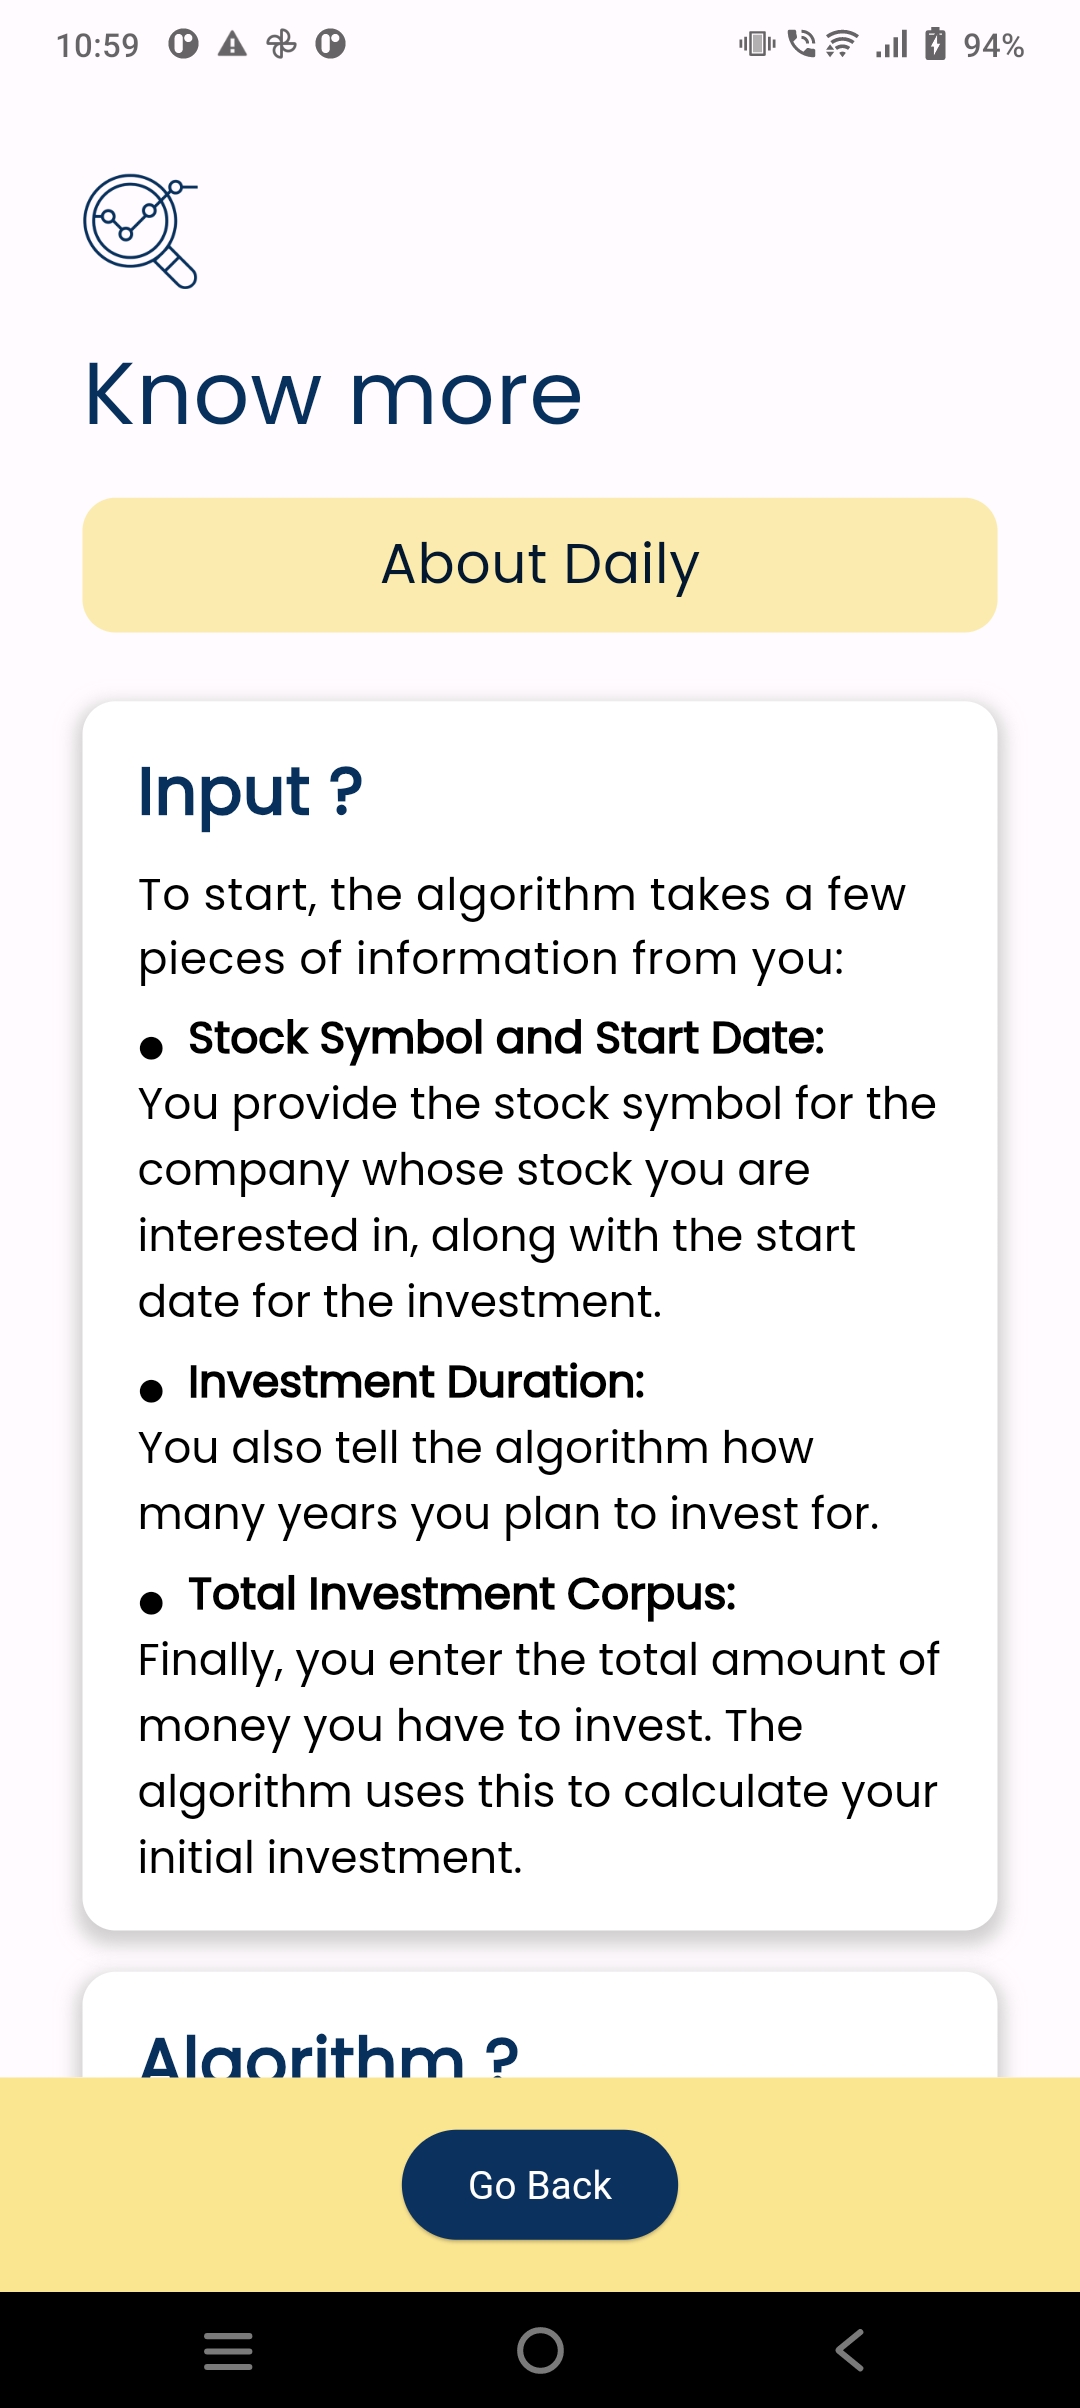 10:59
94%
Know more
About Daily
Input ?
To start, the algorithm takes a few
pieces of information from you:
● Stock Symbol and Start Date:
You provide the stock symbol for the
company whose stock you are
interested in, along with the start
date for the investment.
● Investment Duration:
You also tell the algorithm how
many years you plan to invest for.
● Total Investment Corpus:
Finally, you enter the total amount of
money you have to invest. The
algorithm uses this to calculate your
initial investment.
Algorithm ?
Go Back